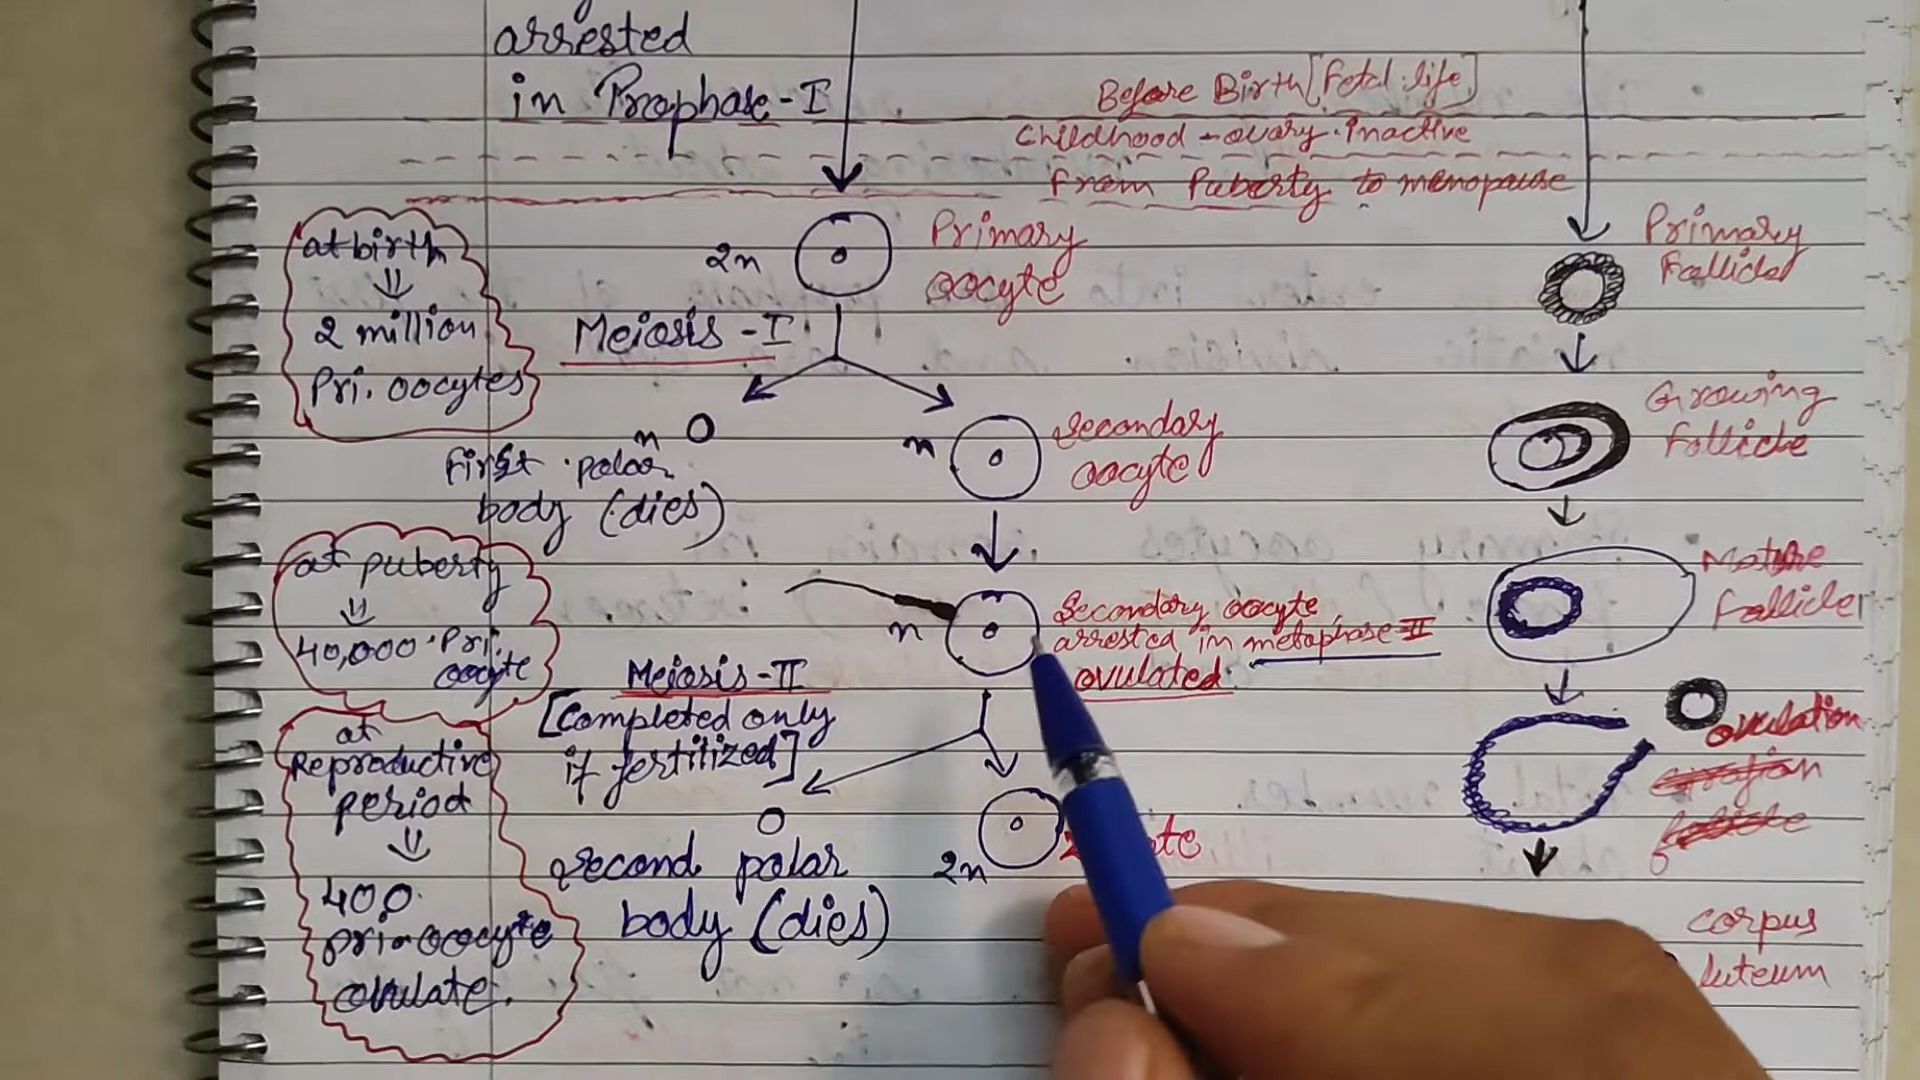 arrested
in Prophase-I
Before Birth [Fetal life]
Childhood - ovary inactive
From Puberty to menopause
at birth
2 million
Pri. oocytes
2n
Primary
oocyte
Meiosis-I
n
First polar
body (dies)
n
Secondary
oocyte
at puberty
40,000 Pri.
oocyte
n
Secondary oocyte
arrested in metaphase-II
ovulated.
Meiosis-II
[Completed only
if fertilized]
at
Reproductive
period
400
pri-oocyte
ovulate.
second polar
body (dies)
2n
Primary
Follicle
Growing
Follicle
Mature
Follicle
ovulation
corpus
luteum